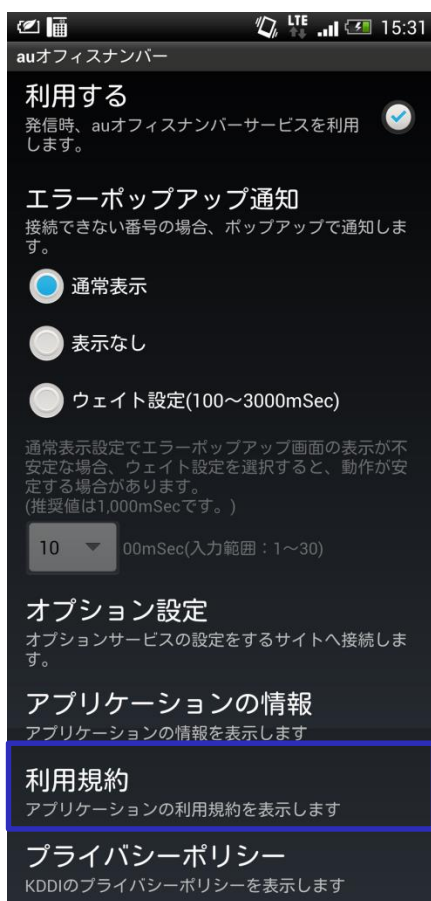 LTE 15:31
auオフィスナンバー
利用する
発信時、auオフィスナンバーサービスを利用
します。
エラーポップアップ通知
接続できない番号の場合、ポップアップで通知しま
す。
通常表示
表示なし
ウェイト設定(100～3000mSec)
通常表示設定でエラーポップアップ画面の表示が不
安定な場合、ウェイト設定を選択すると、動作が安
定する場合があります。
(推奨値は1,000mSecです。)
10 00mSec(入力範囲：1～30)
オプション設定
オプションサービスの設定をするサイトへ接続しま
す。
アプリケーションの情報
アプリケーションの情報を表示します
利用規約
アプリケーションの利用規約を表示します
プライバシーポリシー
KDDIのプライバシーポリシーを表示します